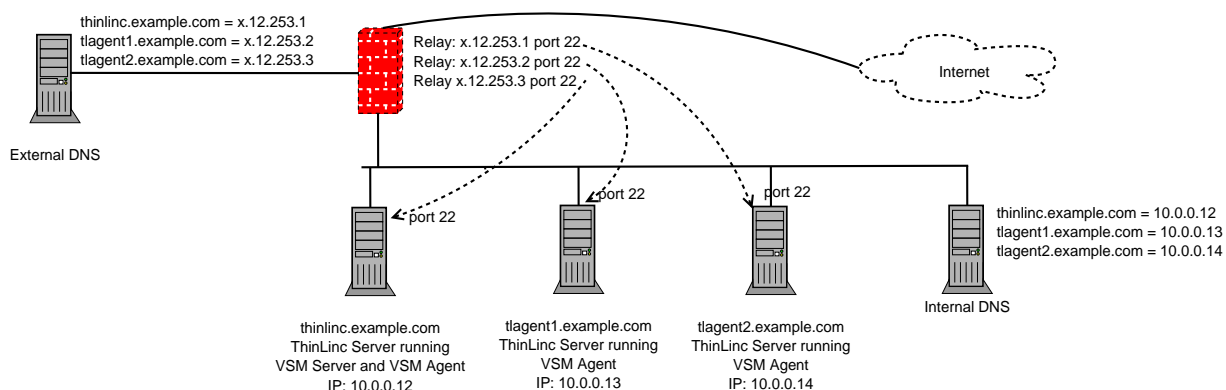 thinlinc.example.com = x.12.253.1
tlagent1.example.com = x.12.253.2
tlagent2.example.com = x.12.253.3
External DNS
Relay: x.12.253.1 port 22
Relay: x.12.253.2 port 22
Relay x.12.253.3 port 22
Internet
port 22
port 22
port 22
thinlinc.example.com = 10.0.0.12
tlagent1.example.com = 10.0.0.13
tlagent2.example.com = 10.0.0.14
Internal DNS
thinlinc.example.com
ThinLinc Server running
VSM Server and VSM Agent
IP: 10.0.0.12
tlagent1.example.com
ThinLinc Server running
VSM Agent
IP: 10.0.0.13
tlagent2.example.com
ThinLinc Server running
VSM Agent
IP: 10.0.0.14